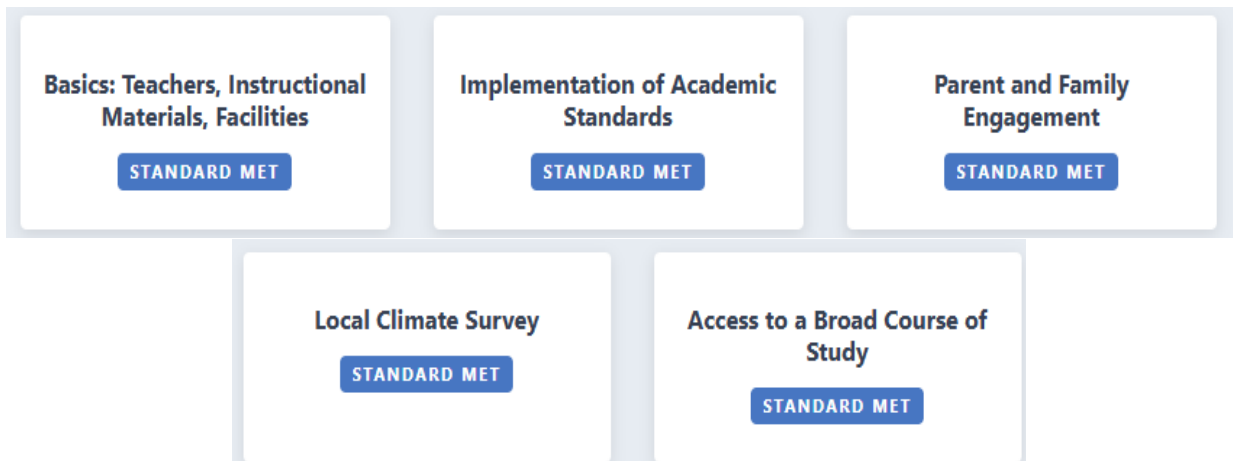 Basics: Teachers, Instructional
Materials, Facilities
STANDARD MET
Implementation of Academic
Standards
STANDARD MET
Parent and Family
Engagement
STANDARD MET
Local Climate Survey
STANDARD MET
Access to a Broad Course of
Study
STANDARD MET